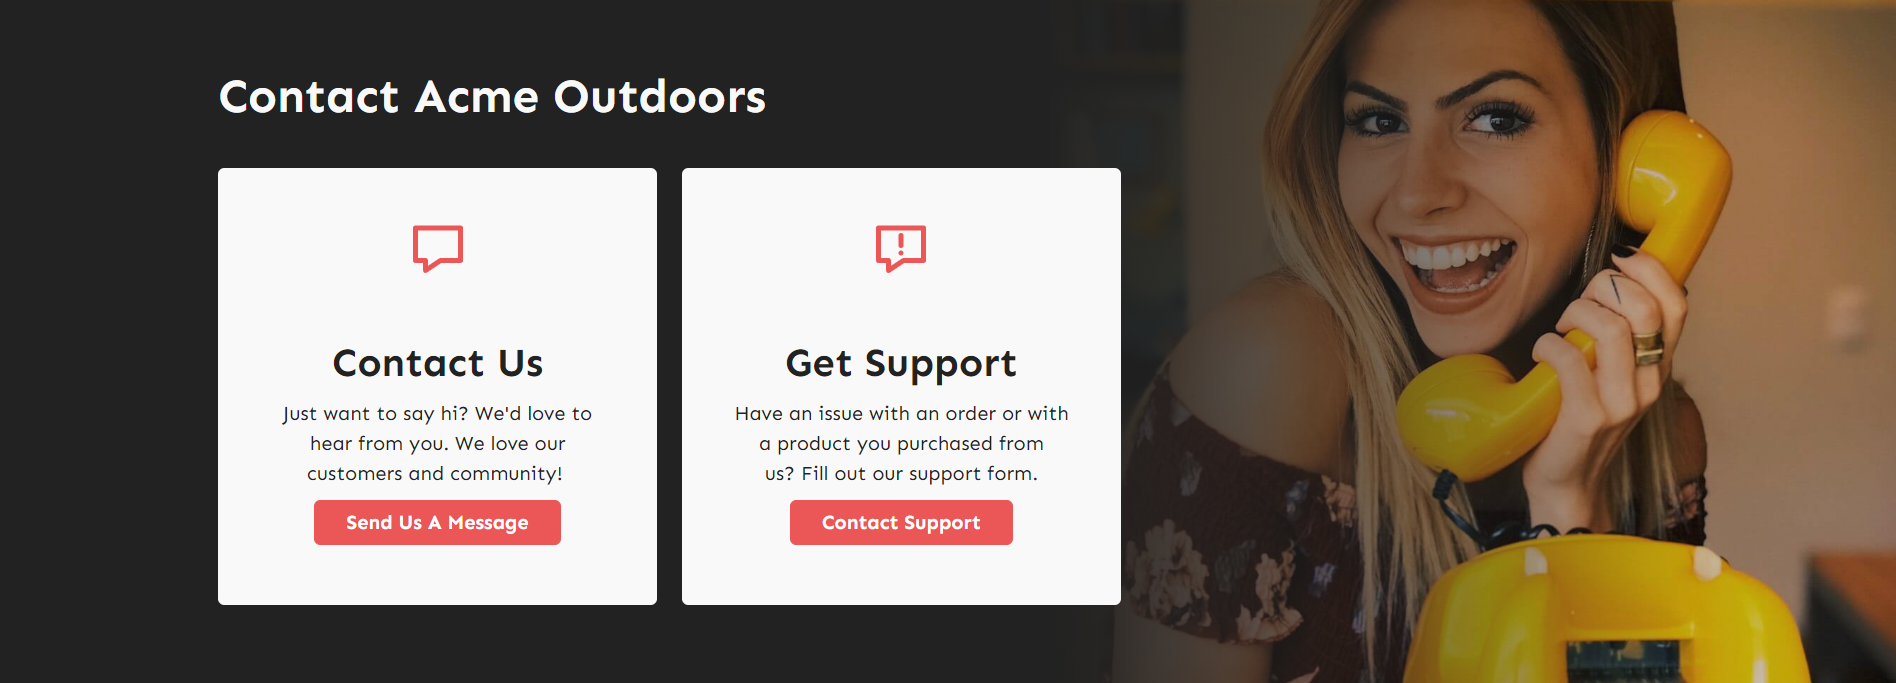 Contact Acme Outdoors
Contact Us
Just want to say hi? We'd love to
hear from you. We love our
customers and community!
Send Us A Message
Get Support
Have an issue with an order or with
a product you purchased from
us? Fill out our support form.
Contact Support